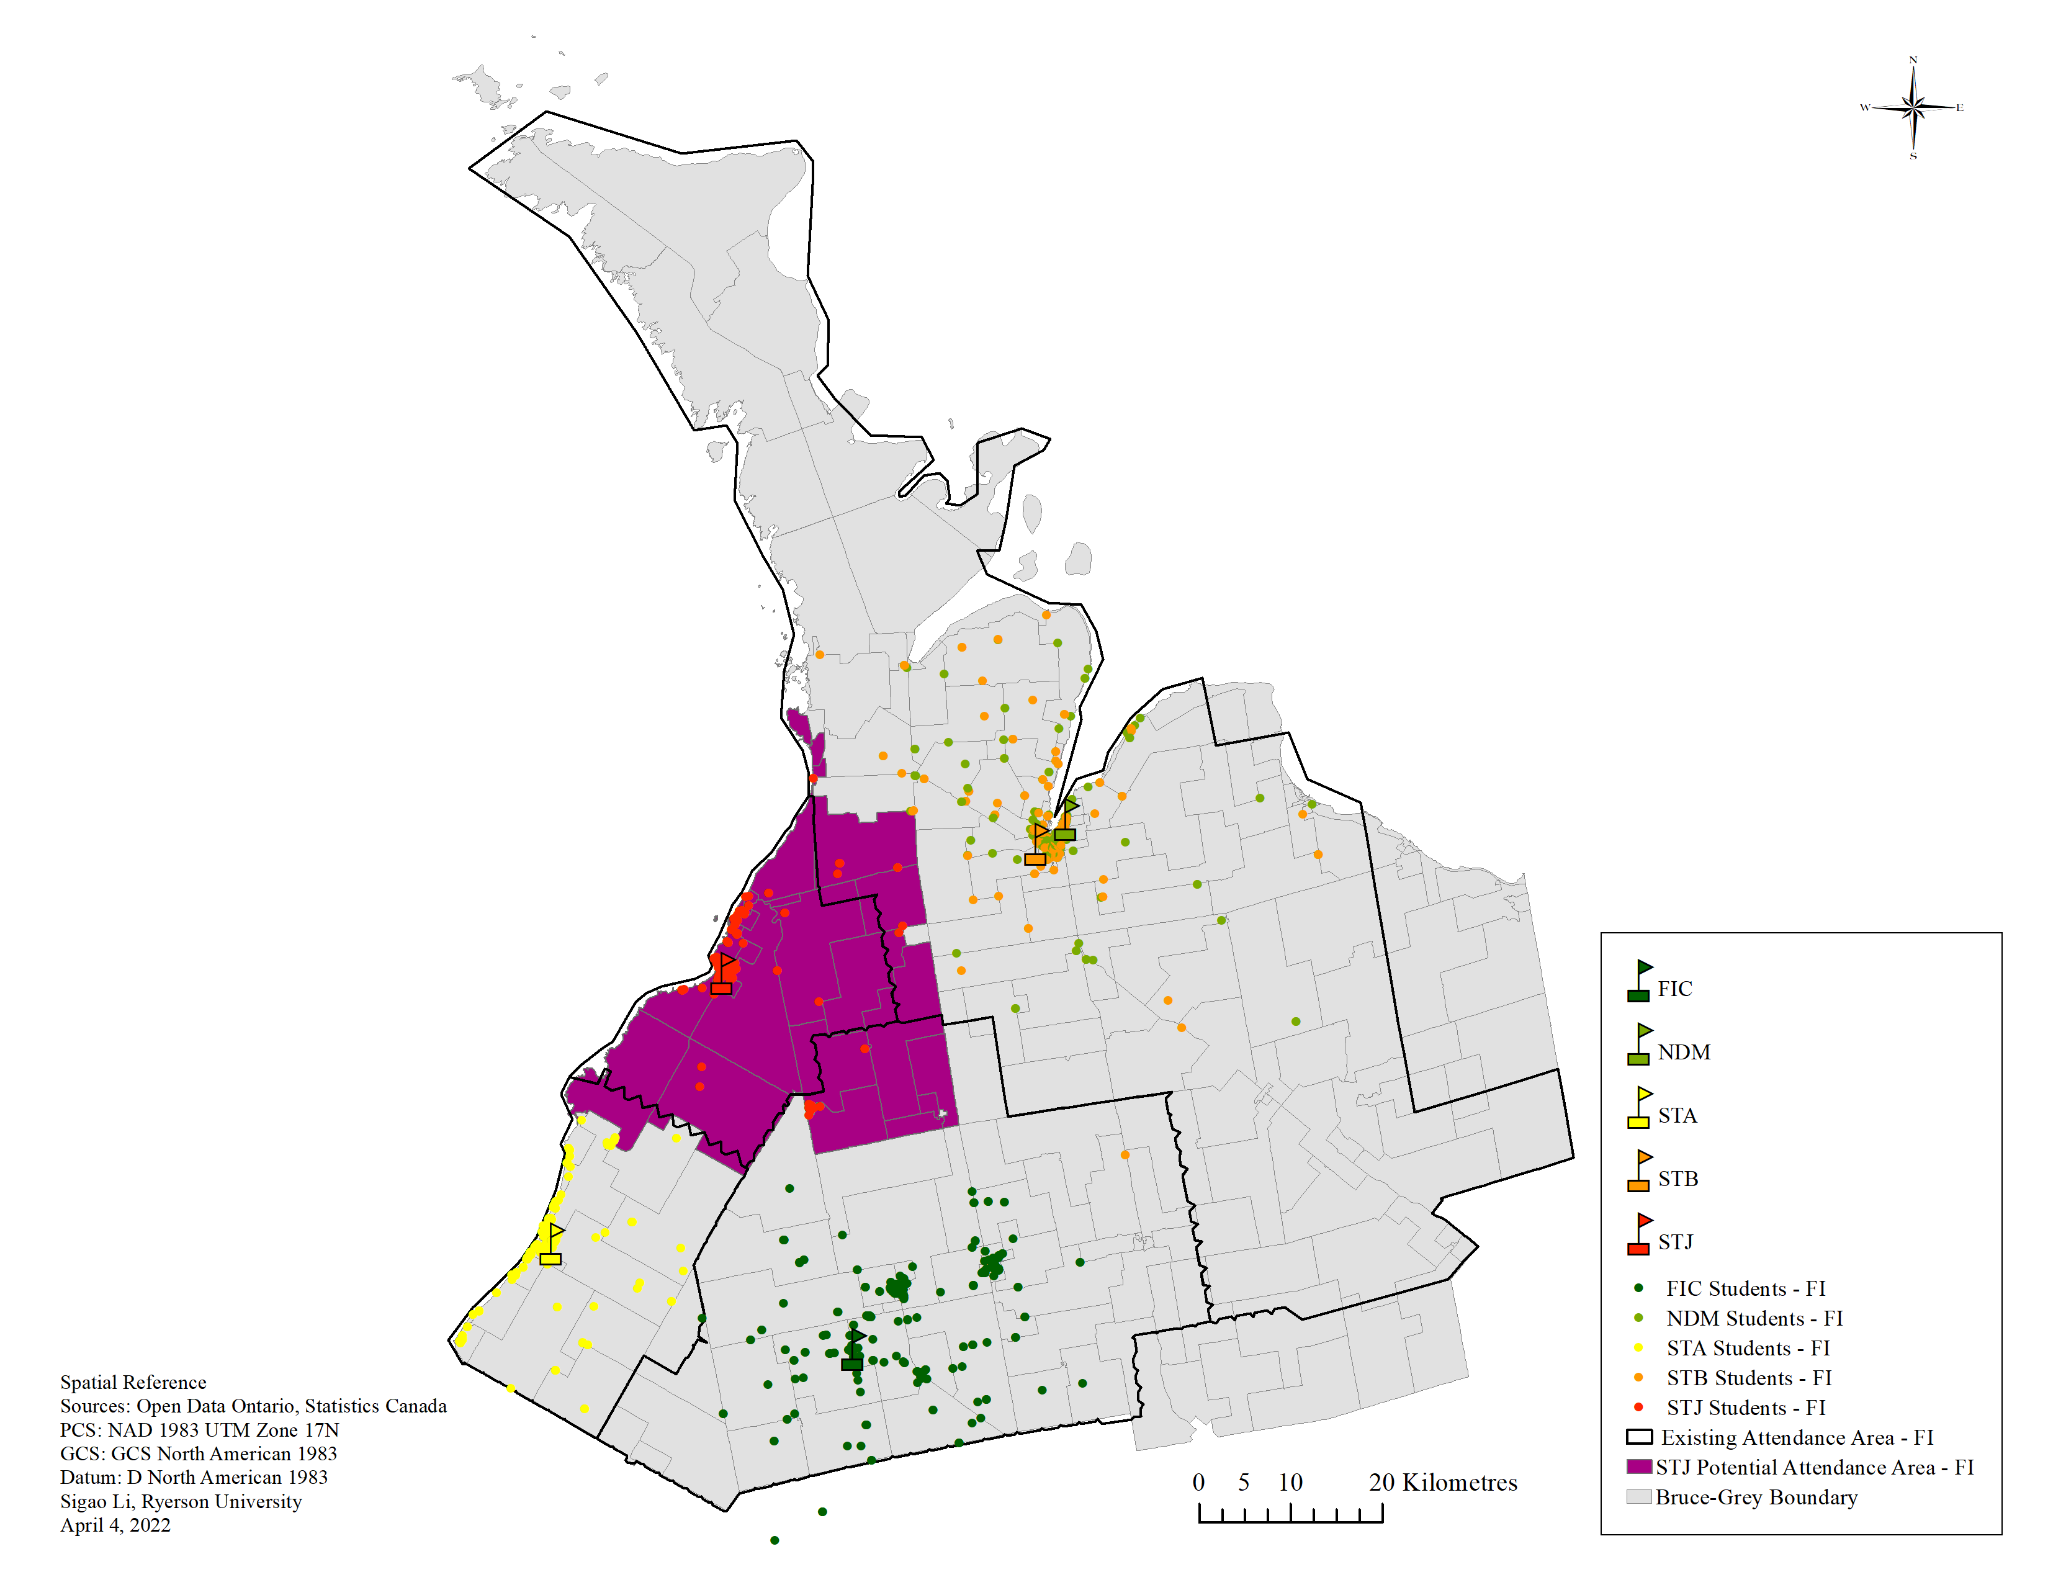 N
W E
S
FIC
NDM
STA
STB
STJ
FIC Students - FI
NDM Students - FI
STA Students - FI
STB Students - FI
STJ Students - FI
Existing Attendance Area - FI
STJ Potential Attendance Area - FI
Bruce-Grey Boundary
Spatial Reference
Sources: Open Data Ontario, Statistics Canada
PCS: NAD 1983 UTM Zone 17N
GCS: GCS North American 1983
Datum: D North American 1983
Sigao Li, Ryerson University
April 4, 2022
0 5 10 20 Kilometres